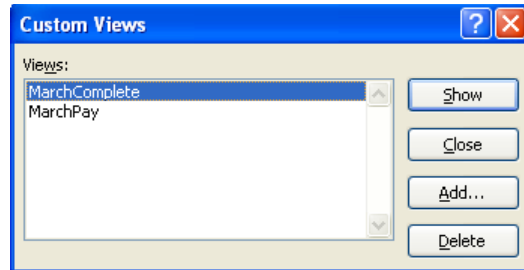 Custom Views
Views:
MarchComplete
MarchPay
Show
Close
Add...
Delete